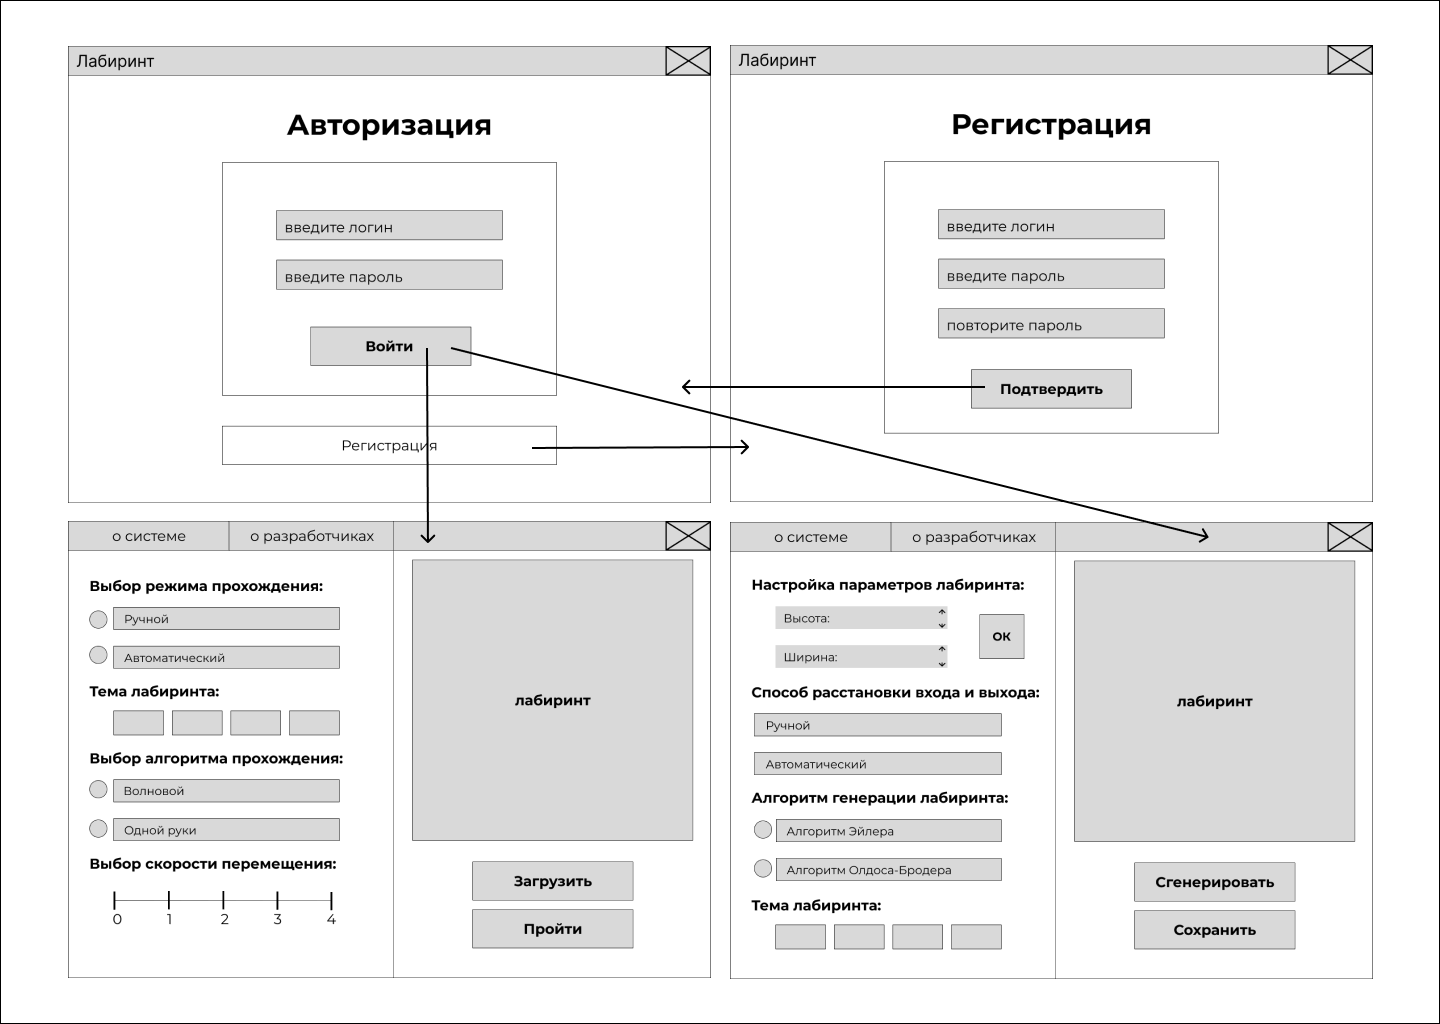 Лабиринт
Авторизация
введите логин
введите пароль
Войти
Регистрация
Лабиринт
Регистрация
введите логин
введите пароль
повторите пароль
Подтвердить
о системе
о разработчиках
Выбор режима прохождения:
Ручной
Автоматический
Тема лабиринта:
Выбор алгоритма прохождения:
Волновой
Одной руки
Выбор скорости перемещения:
0 1 2 3 4
лабиринт
Загрузить
Пройти
о системе
о разработчиках
Настройка параметров лабиринта:
Высота:
Ширина:
ОК
Способ расстановки входа и выхода:
Ручной
Автоматический
Алгоритм генерации лабиринта:
Алгоритм Эйлера
Алгоритм Олдоса-Бродера
Тема лабиринта:
лабиринт
Сгенерировать
Сохранить